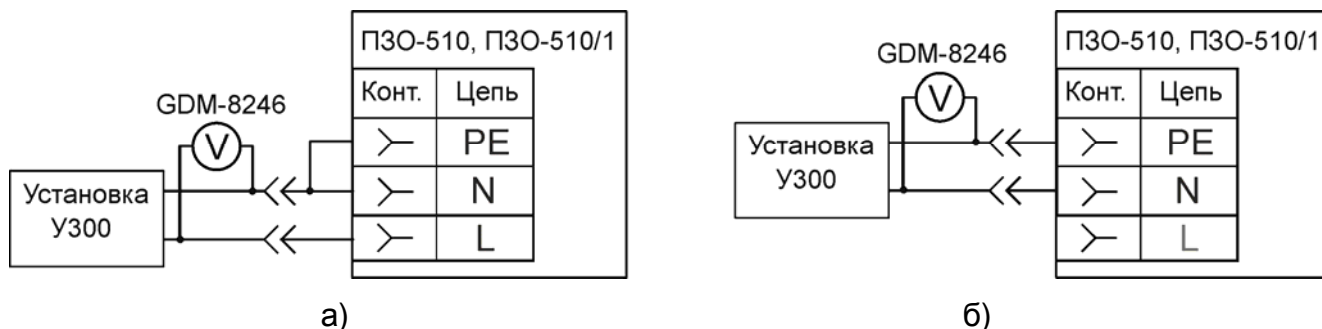 ПЗО-510, ПЗО-510/1
GDM-8246
V
Конт. Цепь
PE
N
L
Установка
У300
а)
ПЗО-510, ПЗО-510/1
GDM-8246
V
Конт. Цепь
PE
N
L
Установка
У300
б)